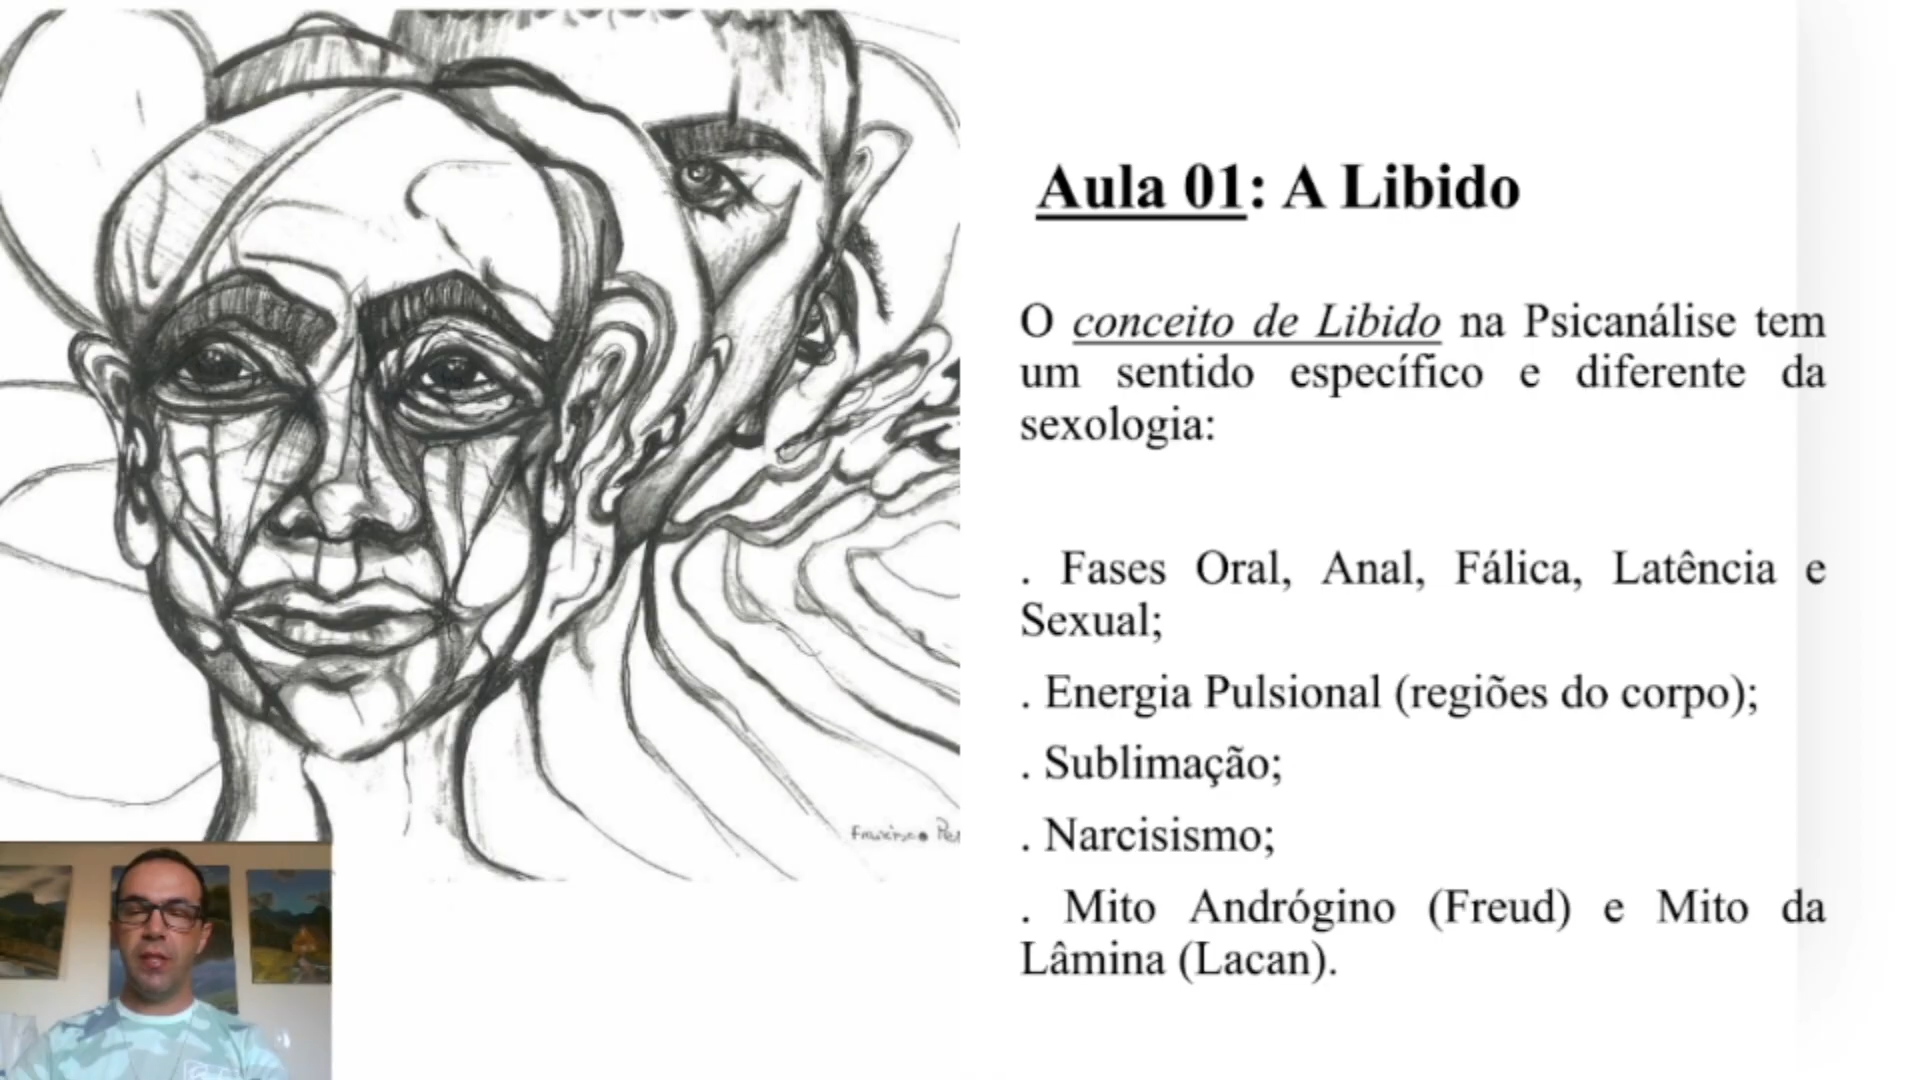 Aula 01: A Libido
O conceito de Libido na Psicanálise tem
um sentido específico e diferente da
sexologia:
. Fases Oral, Anal, Fálica, Latência e
Sexual;
. Energia Pulsional (regiões do corpo);
. Sublimação;
. Narcisismo;
. Mito Andrógino (Freud) e Mito da
Lâmina (Lacan).
Francisco